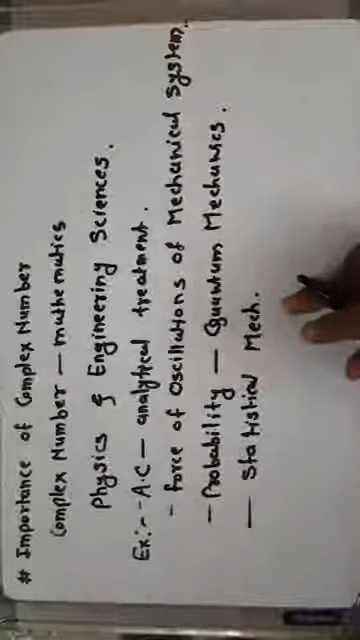 # Importance of Complex Number
Complex Number — mathematics
Physics & Engineering Sciences.
Ex:- - A.C — analytical treatment.
- Force of Oscillations of Mechanical system.
- Probability — Quantum Mechanics.
— Statistical Mech.